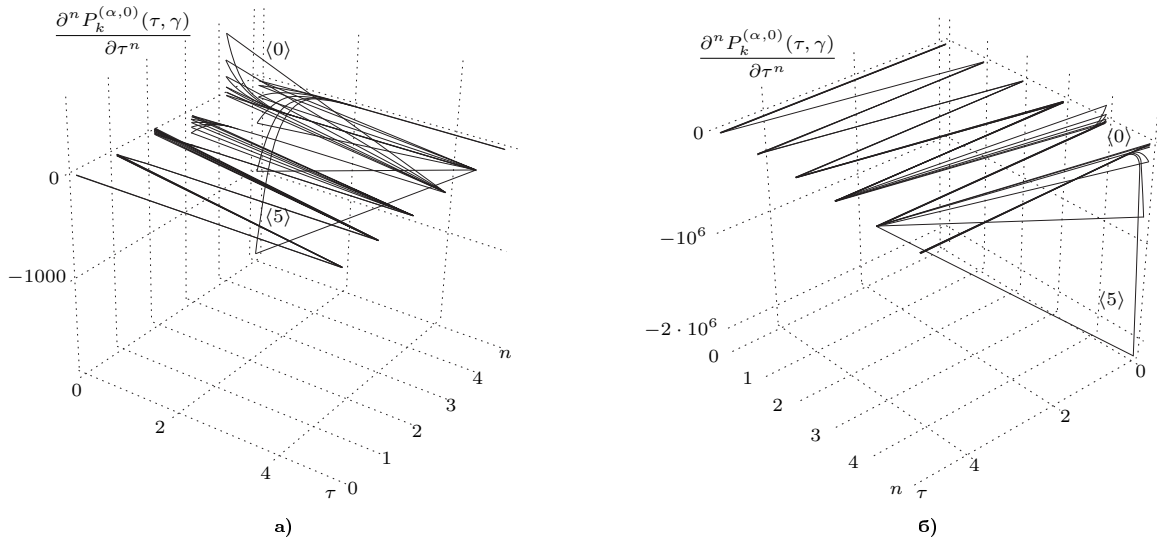 ∂ⁿP_k^{(α,0)}(τ, γ)
∂τⁿ
⟨0⟩
0
⟨5⟩
−1000
n
0
4
3
2
2
1
4
τ 0
а)
∂ⁿP_k^{(α,0)}(τ, γ)
∂τⁿ
0
⟨0⟩
−10⁶
⟨5⟩
−2 · 10⁶
0
0
1
2
2
3
4
4
n τ
б)